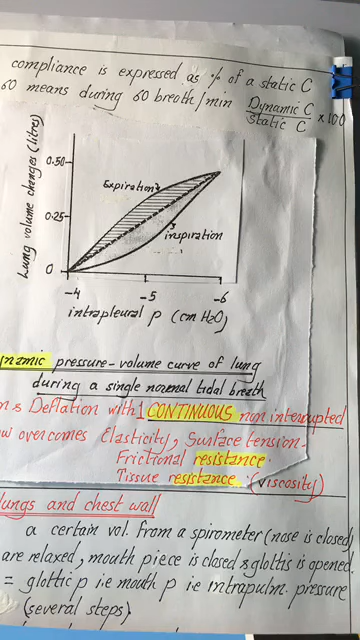 compliance is expressed as % of a static C
60 means during 60 breath/min Dynamic C / Static C × 100
Lung volume changes (litres)
0.50
Expiration
0.25
inspiration
0
-4 -5 -6
intrapleural p (cm H2O)
namic pressure-volume curve of lung
during a single normal tidal breath
Deflation with 1 CONTINUOUS non interrupted
overcomes Elasticity, Surface tension.
Frictional resistance.
Tissue resistance. (viscosity)
lungs and chest wall
a certain vol. from a spirometer (nose is closed)
are relaxed, mouth piece is closed & glottis is opened.
= glottic p ie mouth p ie intrapulm. pressure
(several steps)